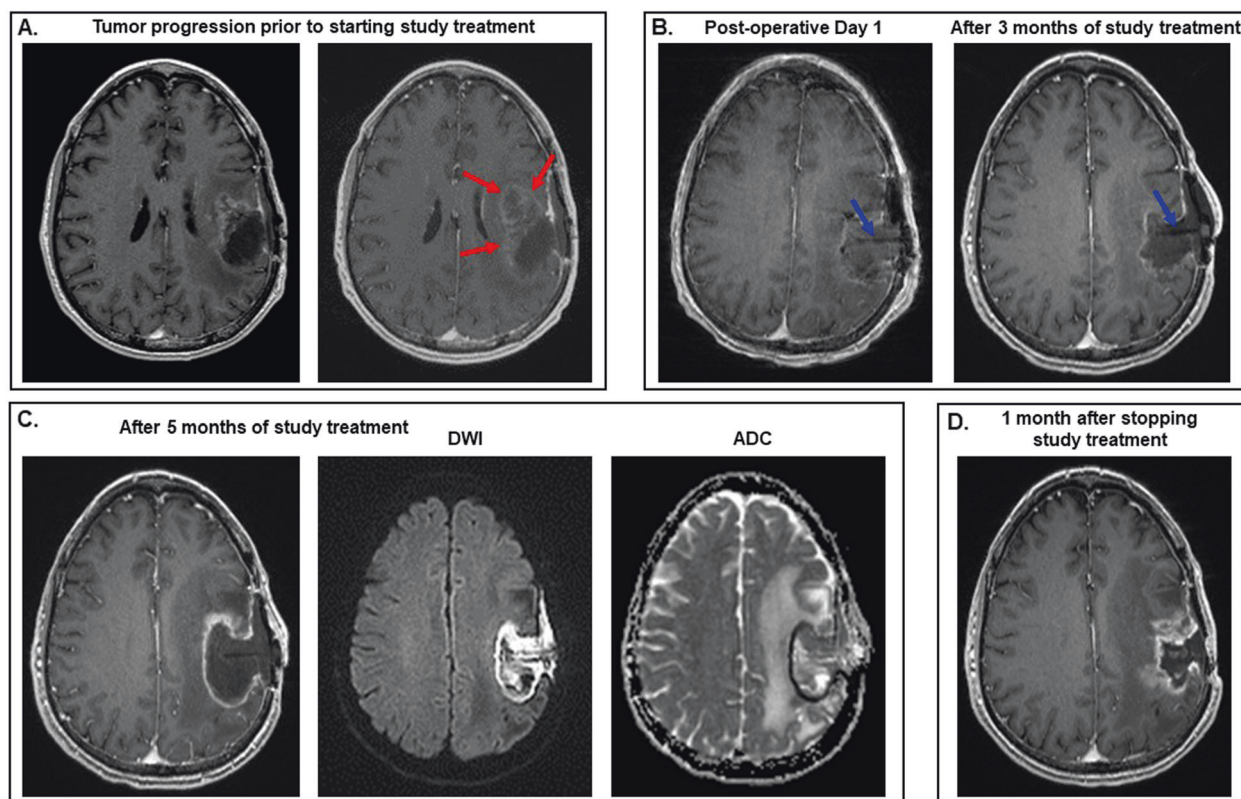 A.
Tumor progression prior to starting study treatment
B.
Post-operative Day 1
After 3 months of study treatment
C.
After 5 months of study treatment
DWI
ADC
D.
1 month after stopping
study treatment